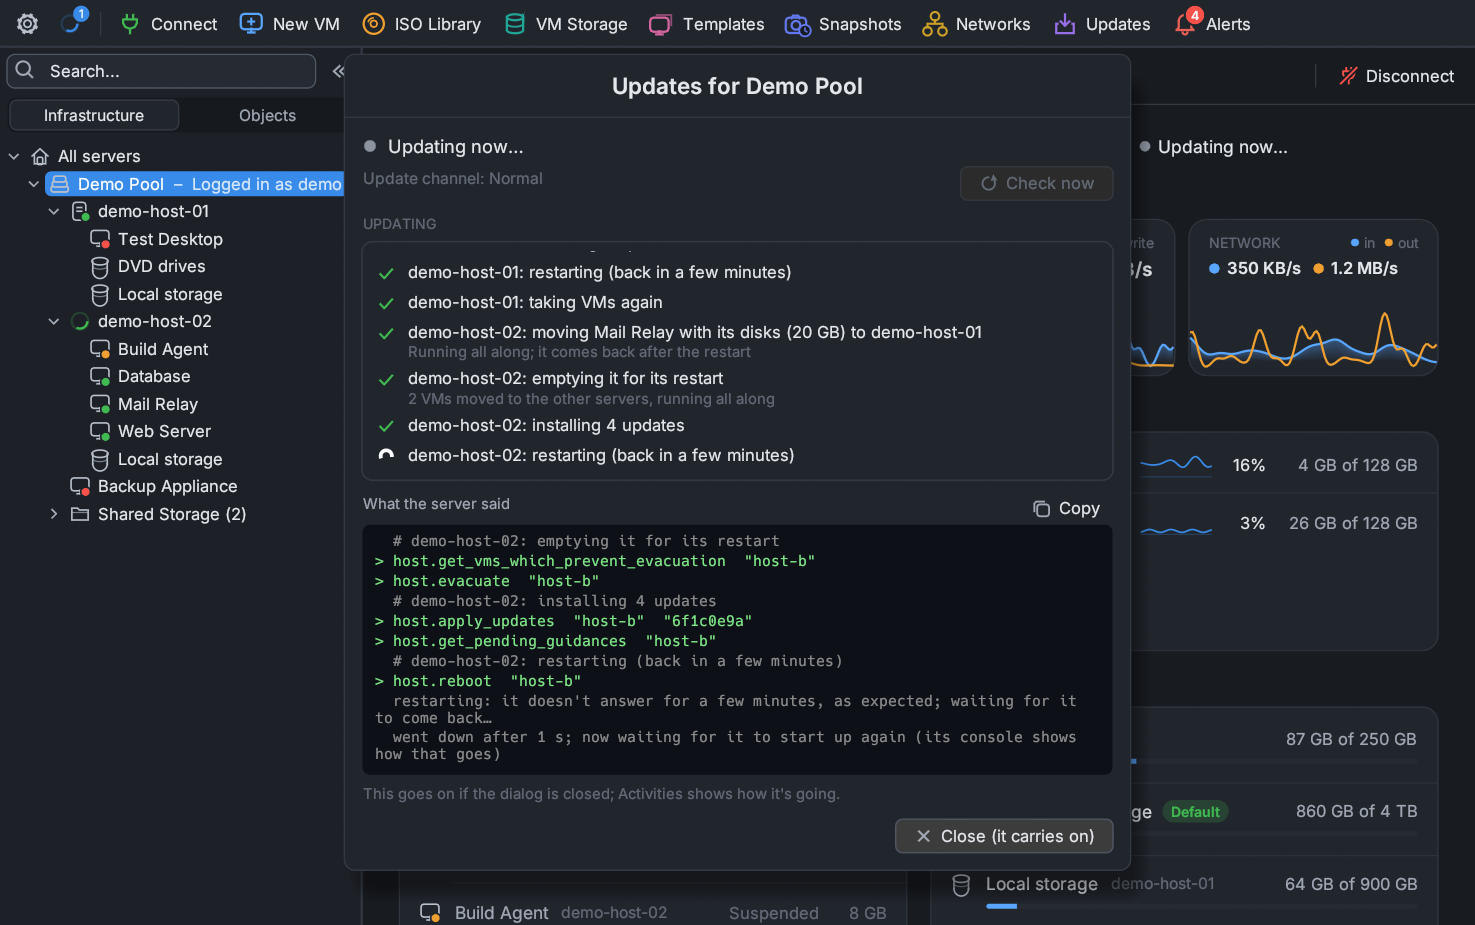 1
Connect
New VM
ISO Library
VM Storage
Templates
Snapshots
Networks
Updates
4
Alerts
Search...
Disconnect
Infrastructure
Objects
All servers
Demo Pool – Logged in as demo
demo-host-01
Test Desktop
DVD drives
Local storage
demo-host-02
Build Agent
Database
Mail Relay
Web Server
Local storage
Backup Appliance
Shared Storage (2)
Updates for Demo Pool
Updating now...
Update channel: Normal
Check now
UPDATING
demo-host-01: restarting (back in a few minutes)
demo-host-01: taking VMs again
demo-host-02: moving Mail Relay with its disks (20 GB) to demo-host-01
Running all along; it comes back after the restart
demo-host-02: emptying it for its restart
2 VMs moved to the other servers, running all along
demo-host-02: installing 4 updates
demo-host-02: restarting (back in a few minutes)
What the server said
Copy
# demo-host-02: emptying it for its restart
> host.get_vms_which_prevent_evacuation "host-b"
> host.evacuate "host-b"
# demo-host-02: installing 4 updates
> host.apply_updates "host-b" "6f1c0e9a"
> host.get_pending_guidances "host-b"
# demo-host-02: restarting (back in a few minutes)
> host.reboot "host-b"
restarting: it doesn't answer for a few minutes, as expected; waiting for it
to come back…
went down after 1 s; now waiting for it to start up again (its console shows
how that goes)
This goes on if the dialog is closed; Activities shows how it's going.
Close (it carries on)
Updating now...
NETWORK
in
out
350 KB/s
1.2 MB/s
16%
4 GB of 128 GB
3%
26 GB of 128 GB
87 GB of 250 GB
Default
860 GB of 4 TB
Local storage demo-host-01
64 GB of 900 GB
Build Agent demo-host-02
Suspended
8 GB